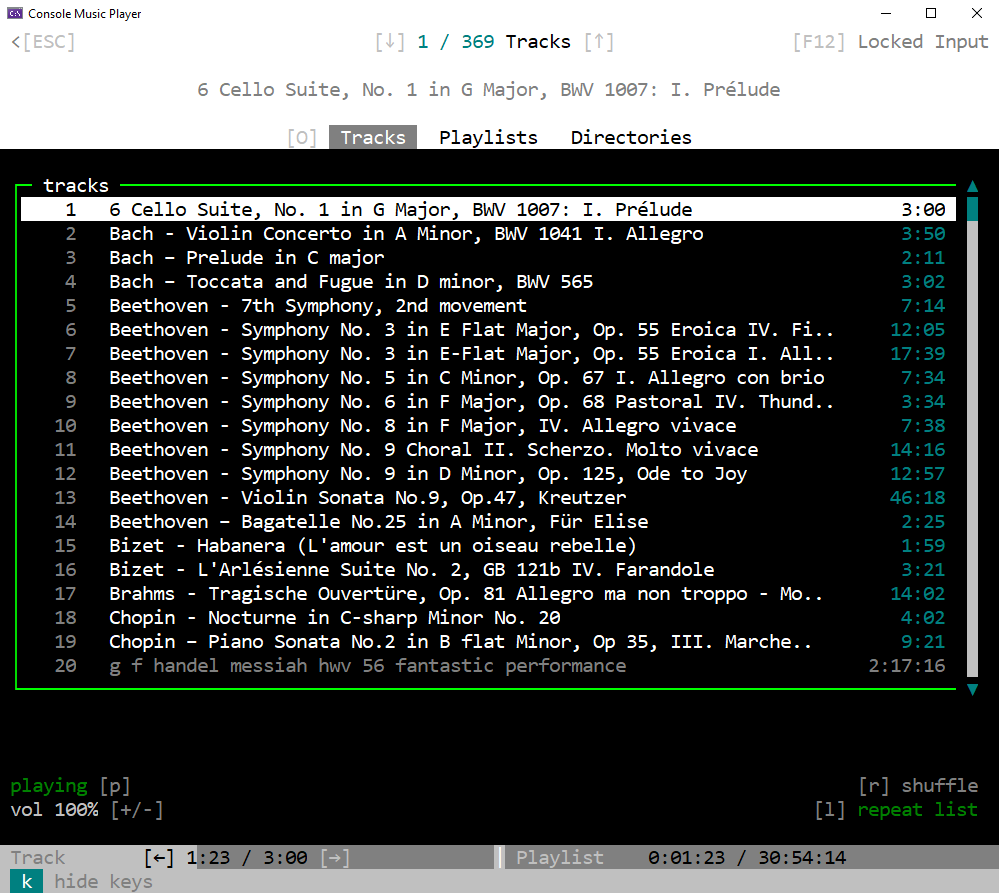 Console Music Player
<[ESC] [↓] 1 / 369 Tracks [↑] [F12] Locked Input
6 Cello Suite, No. 1 in G Major, BWV 1007: I. Prélude
[O] Tracks Playlists Directories
tracks
1 6 Cello Suite, No. 1 in G Major, BWV 1007: I. Prélude 3:00
2 Bach - Violin Concerto in A Minor, BWV 1041 I. Allegro 3:50
3 Bach – Prelude in C major 2:11
4 Bach – Toccata and Fugue in D minor, BWV 565 3:02
5 Beethoven - 7th Symphony, 2nd movement 7:14
6 Beethoven - Symphony No. 3 in E Flat Major, Op. 55 Eroica IV. Fi.. 12:05
7 Beethoven - Symphony No. 3 in E-Flat Major, Op. 55 Eroica I. All.. 17:39
8 Beethoven - Symphony No. 5 in C Minor, Op. 67 I. Allegro con brio 7:34
9 Beethoven - Symphony No. 6 in F Major, Op. 68 Pastoral IV. Thund.. 3:34
10 Beethoven - Symphony No. 8 in F Major, IV. Allegro vivace 7:38
11 Beethoven - Symphony No. 9 Choral II. Scherzo. Molto vivace 14:16
12 Beethoven - Symphony No. 9 in D Minor, Op. 125, Ode to Joy 12:57
13 Beethoven - Violin Sonata No.9, Op.47, Kreutzer 46:18
14 Beethoven – Bagatelle No.25 in A Minor, Für Elise 2:25
15 Bizet - Habanera (L'amour est un oiseau rebelle) 1:59
16 Bizet - L'Arlésienne Suite No. 2, GB 121b IV. Farandole 3:21
17 Brahms - Tragische Ouvertüre, Op. 81 Allegro ma non troppo - Mo.. 14:02
18 Chopin - Nocturne in C-sharp Minor No. 20 4:02
19 Chopin – Piano Sonata No.2 in B flat Minor, Op 35, III. Marche.. 9:21
20 g f handel messiah hwv 56 fantastic performance 2:17:16
playing [p] [r] shuffle
vol 100% [+/-] [l] repeat list
Track [←] 1:23 / 3:00 [→] Playlist 0:01:23 / 30:54:14
k hide keys